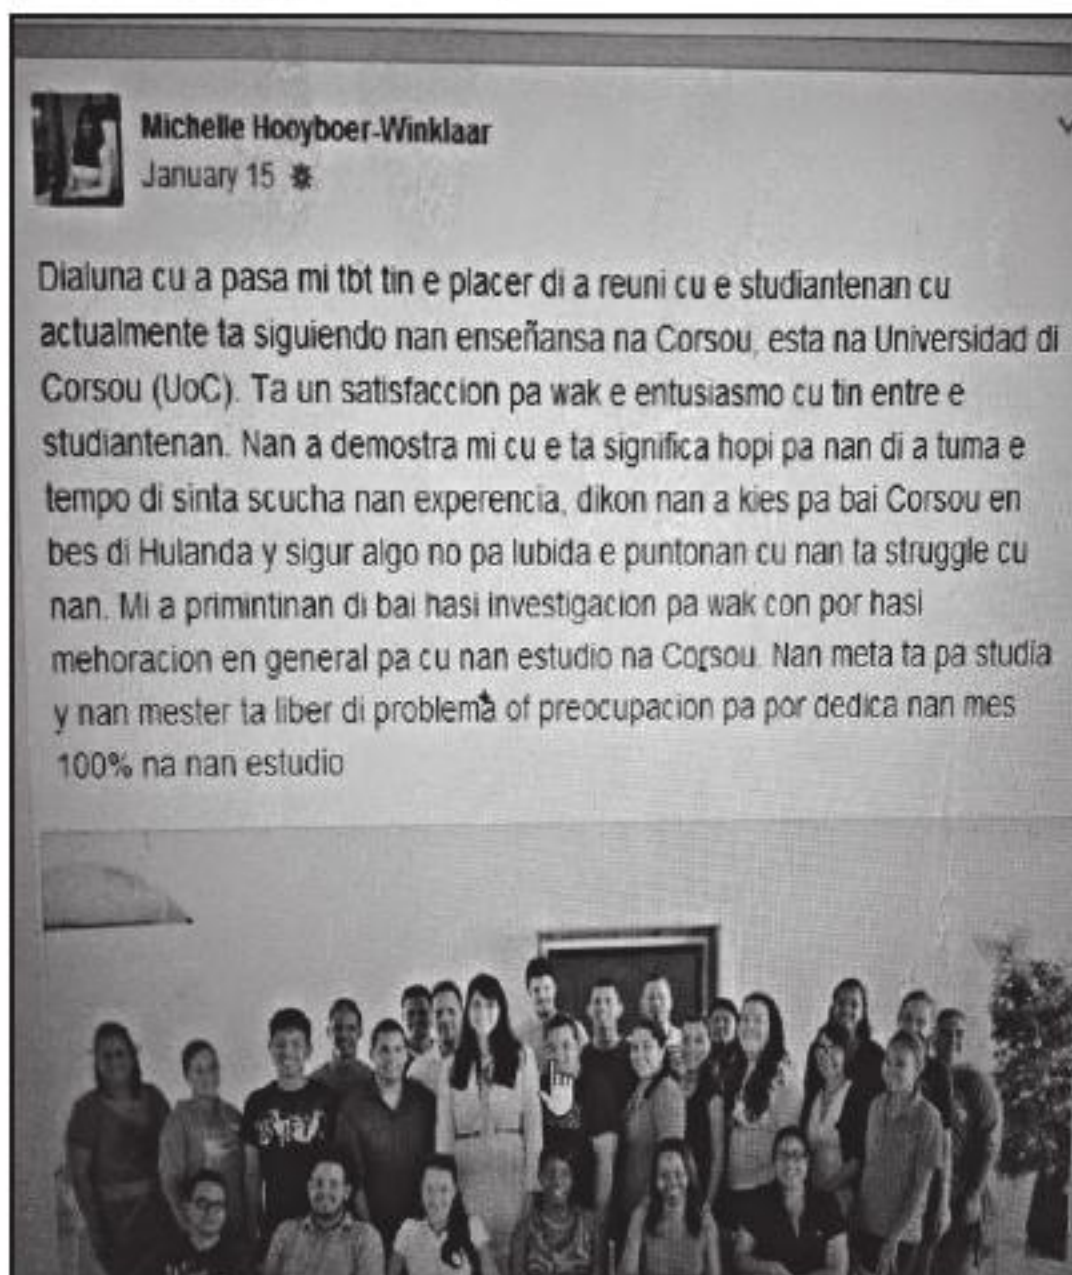 Michelle Hooyboer-Winklaar
January 15
Dialuna cu a pasa mi tbt tin e placer di a reuni cu e studiantenan cu
actualmente ta siguiendo nan enseñansa na Corsou, esta na Universidad di
Corsou (UoC). Ta un satisfaccion pa wak e entusiasmo cu tin entre e
studiantenan. Nan a demostra mi cu e ta significa hopi pa nan di a tuma e
tempo di sinta scucha nan experencia, dikon nan a kies pa bai Corsou en
bes di Hulanda y sigur algo no pa lubida e puntonan cu nan ta struggle cu
nan. Mi a primintinan di bai hasi investigacion pa wak con por hasi
mehoracion en general pa cu nan estudio na Corsou. Nan meta ta pa studia
y nan mester ta liber di problema of preocupacion pa por dedica nan mes
100% na nan estudio